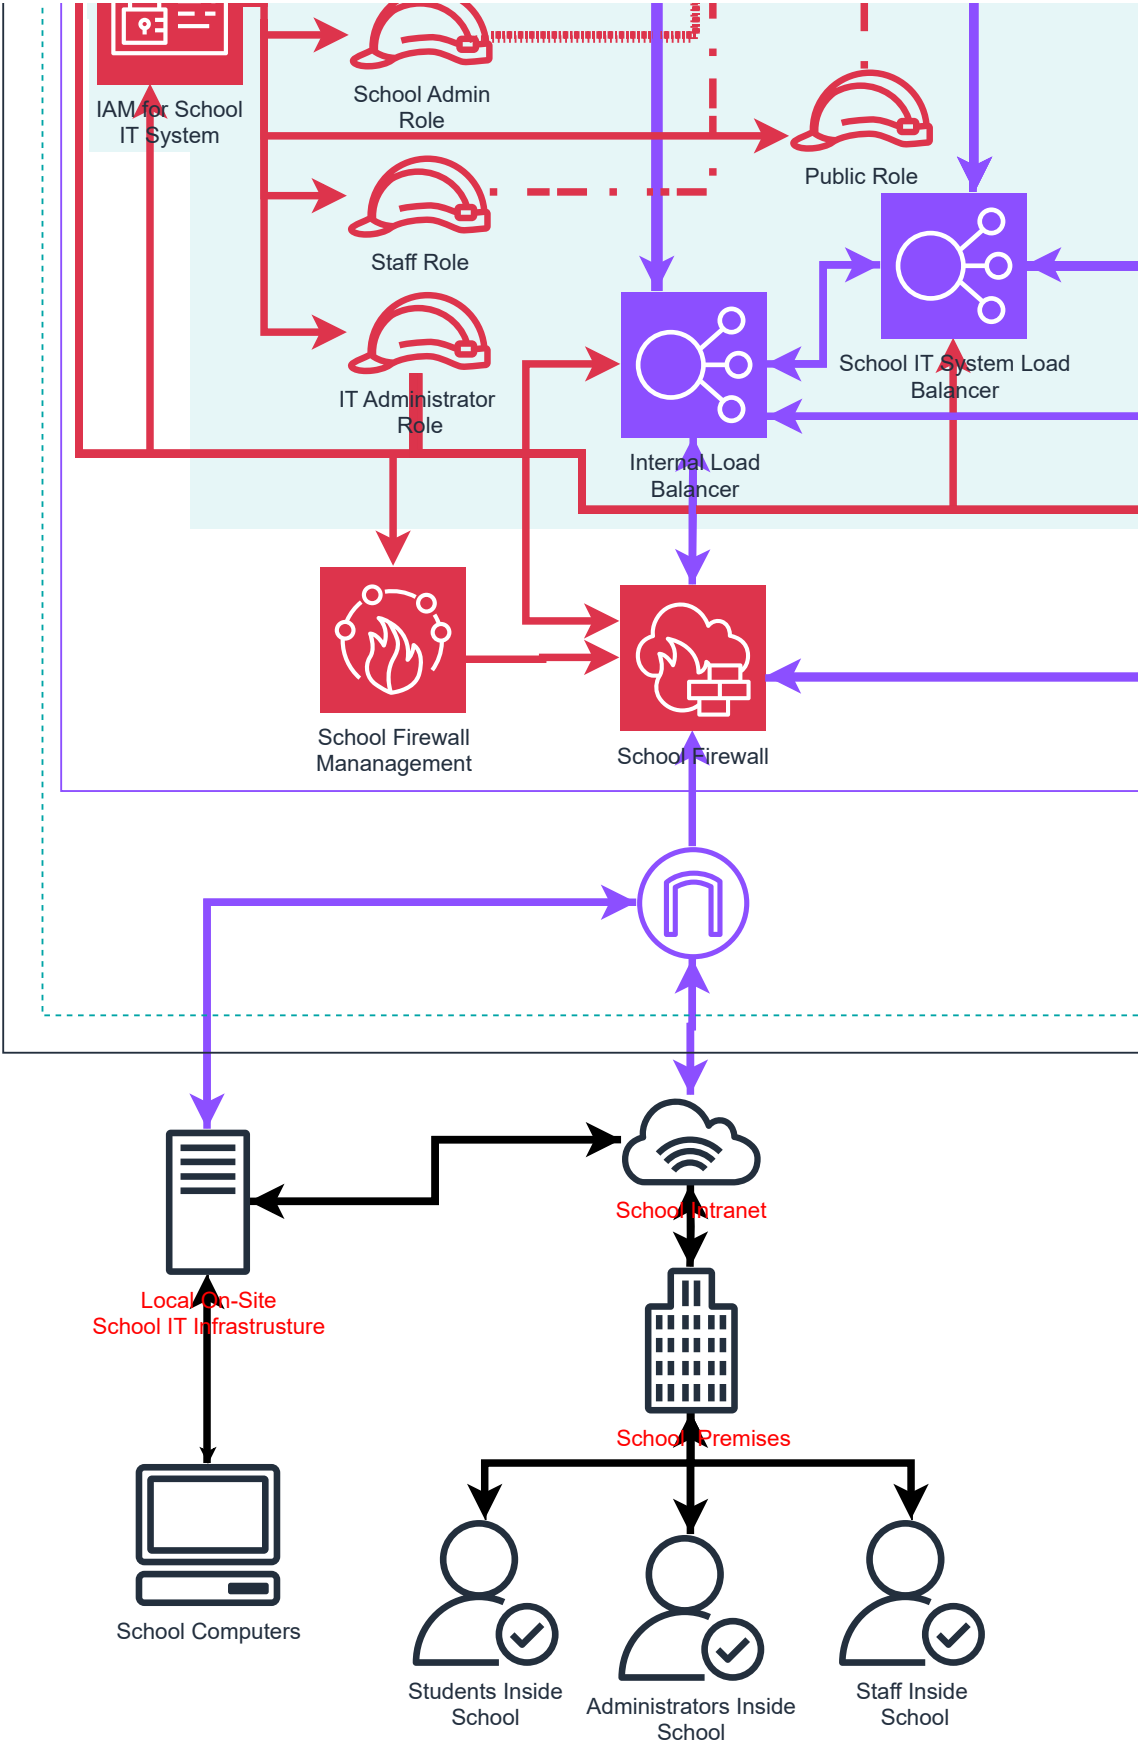 IAM for School
IT System
School Admin
Role
Public Role
Staff Role
IT Administrator
Role
School IT System Load
Balancer
Internal Load
Balancer
School Firewall
Mananagement
School Firewall
School Intranet
Local On-Site
School IT Infrastrusture
School Premises
School Computers
Students Inside
School
Administrators Inside
School
Staff Inside
School